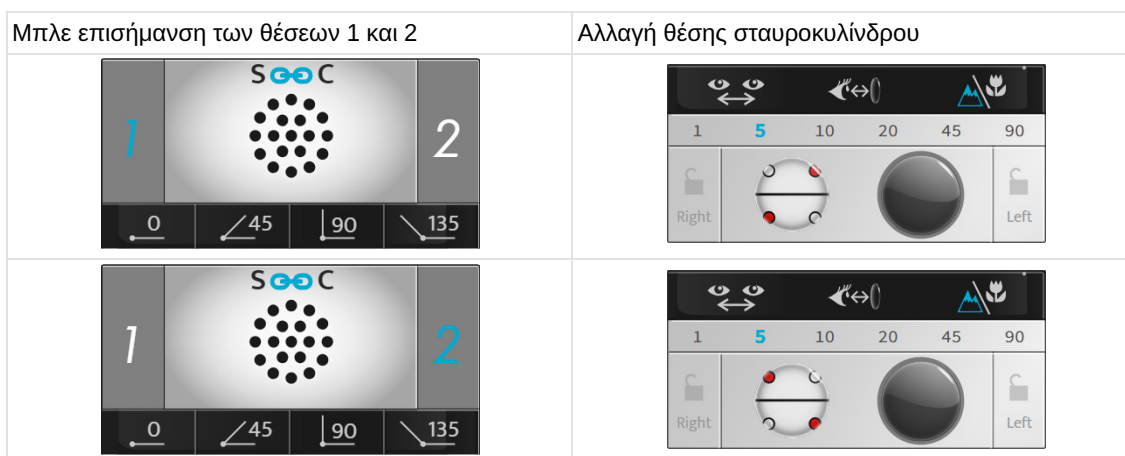 Μπλε επισήμανση των θέσεων 1 και 2
Αλλαγή θέσης σταυροκυλίνδρου
S C
1 2
0 45 90 135
1 5 10 20 45 90
Right Left
S C
1 2
0 45 90 135
1 5 10 20 45 90
Right Left